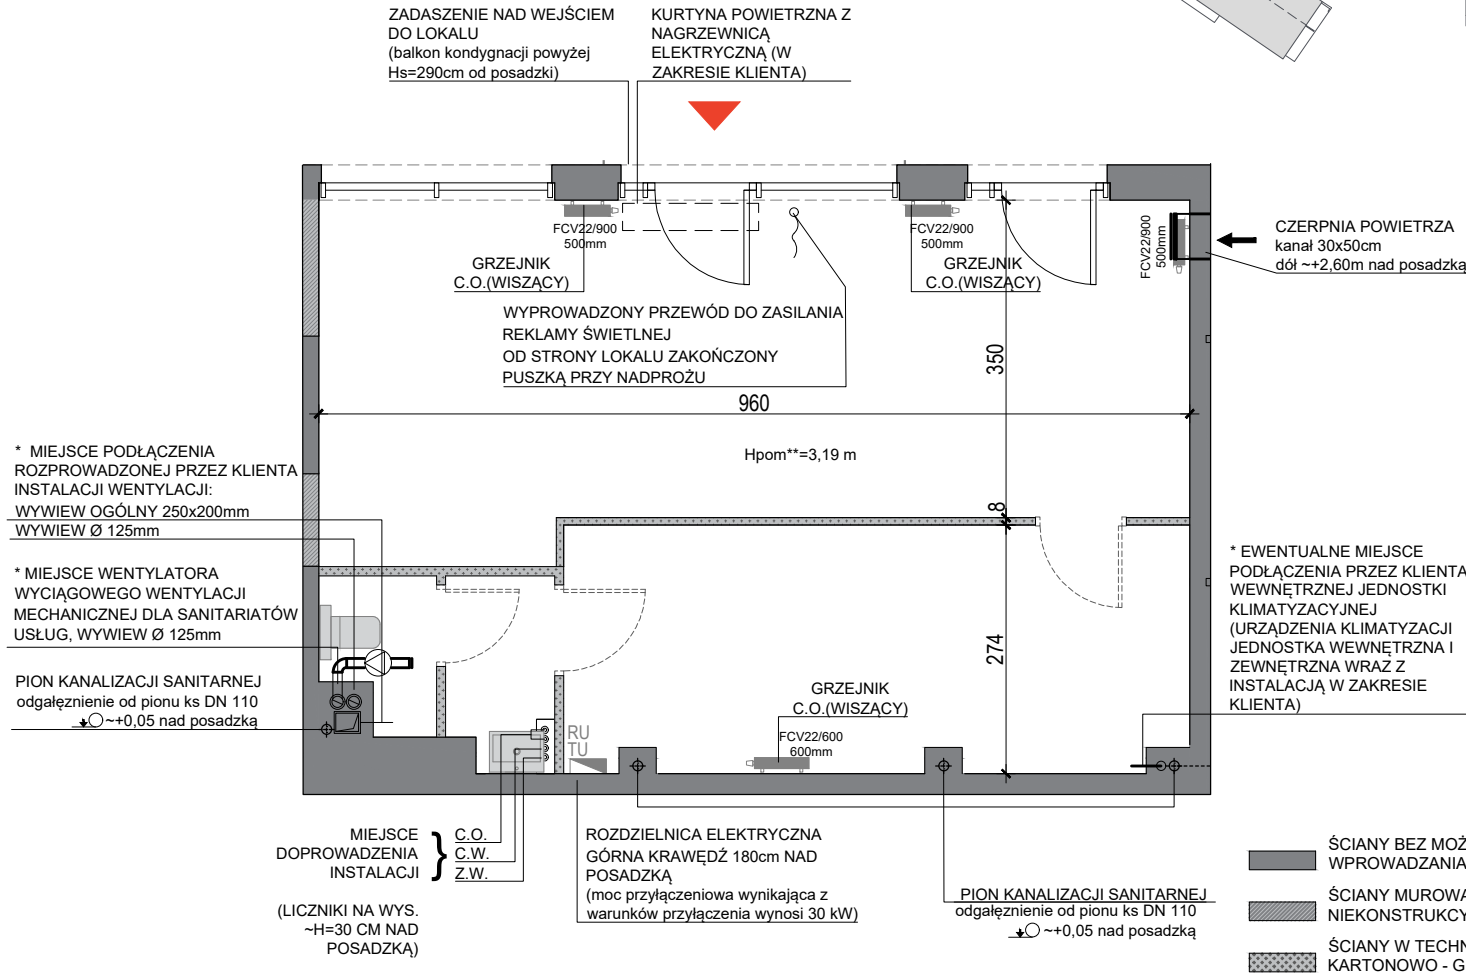 ZADASZENIE NAD WEJŚCIEM
DO LOKALU
(balkon kondygnacji powyżej
Hs=290cm od posadzki)
KURTYNA POWIETRZNA Z
NAGRZEWNICĄ
ELEKTRYCZNĄ (W
ZAKRESIE KLIENTA)
FCV22/900
500mm
GRZEJNIK
C.O.(WISZĄCY)
FCV22/900
500mm
GRZEJNIK
C.O.(WISZĄCY)
FCV22/900
500mm
CZERPNIA POWIETRZA
kanał 30x50cm
dół ~+2,60m nad posadzką
WYPROWADZONY PRZEWÓD DO ZASILANIA
REKLAMY ŚWIETLNEJ
OD STRONY LOKALU ZAKOŃCZONY
PUSZKĄ PRZY NADPROŻU
350
960
Hpom**=3,19 m
8
274
* MIEJSCE PODŁĄCZENIA
ROZPROWADZONEJ PRZEZ KLIENTA
INSTALACJI WENTYLACJI:
WYWIEW OGÓLNY 250x200mm
WYWIEW Ø 125mm
* MIEJSCE WENTYLATORA
WYCIĄGOWEGO WENTYLACJI
MECHANICZNEJ DLA SANITARIATÓW
USŁUG, WYWIEW Ø 125mm
PION KANALIZACJI SANITARNEJ
odgałęznienie od pionu ks DN 110
~+0,05 nad posadzką
* EWENTUALNE MIEJSCE
PODŁĄCZENIA PRZEZ KLIENTA
WEWNĘTRZNEJ JEDNOSTKI
KLIMATYZACYJNEJ
(URZĄDZENIA KLIMATYZACJI
JEDNOSTKA WEWNĘTRZNA I
ZEWNĘTRZNA WRAZ Z
INSTALACJĄ W ZAKRESIE
KLIENTA)
GRZEJNIK
C.O.(WISZĄCY)
FCV22/600
600mm
RU
TU
MIEJSCE
DOPROWADZENIA
INSTALACJI
C.O.
C.W.
Z.W.
(LICZNIKI NA WYS.
~H=30 CM NAD
POSADZKĄ)
ROZDZIELNICA ELEKTRYCZNA
GÓRNA KRAWĘDŹ 180cm NAD
POSADZKĄ
(moc przyłączeniowa wynikająca z
warunków przyłączenia wynosi 30 kW)
PION KANALIZACJI SANITARNEJ
odgałęznienie od pionu ks DN 110
~+0,05 nad posadzką
ŚCIANY BEZ MOŻ
WPROWADZANIA
ŚCIANY MUROWA
NIEKONSTRUKCY
ŚCIANY W TECHN
KARTONOWO - G